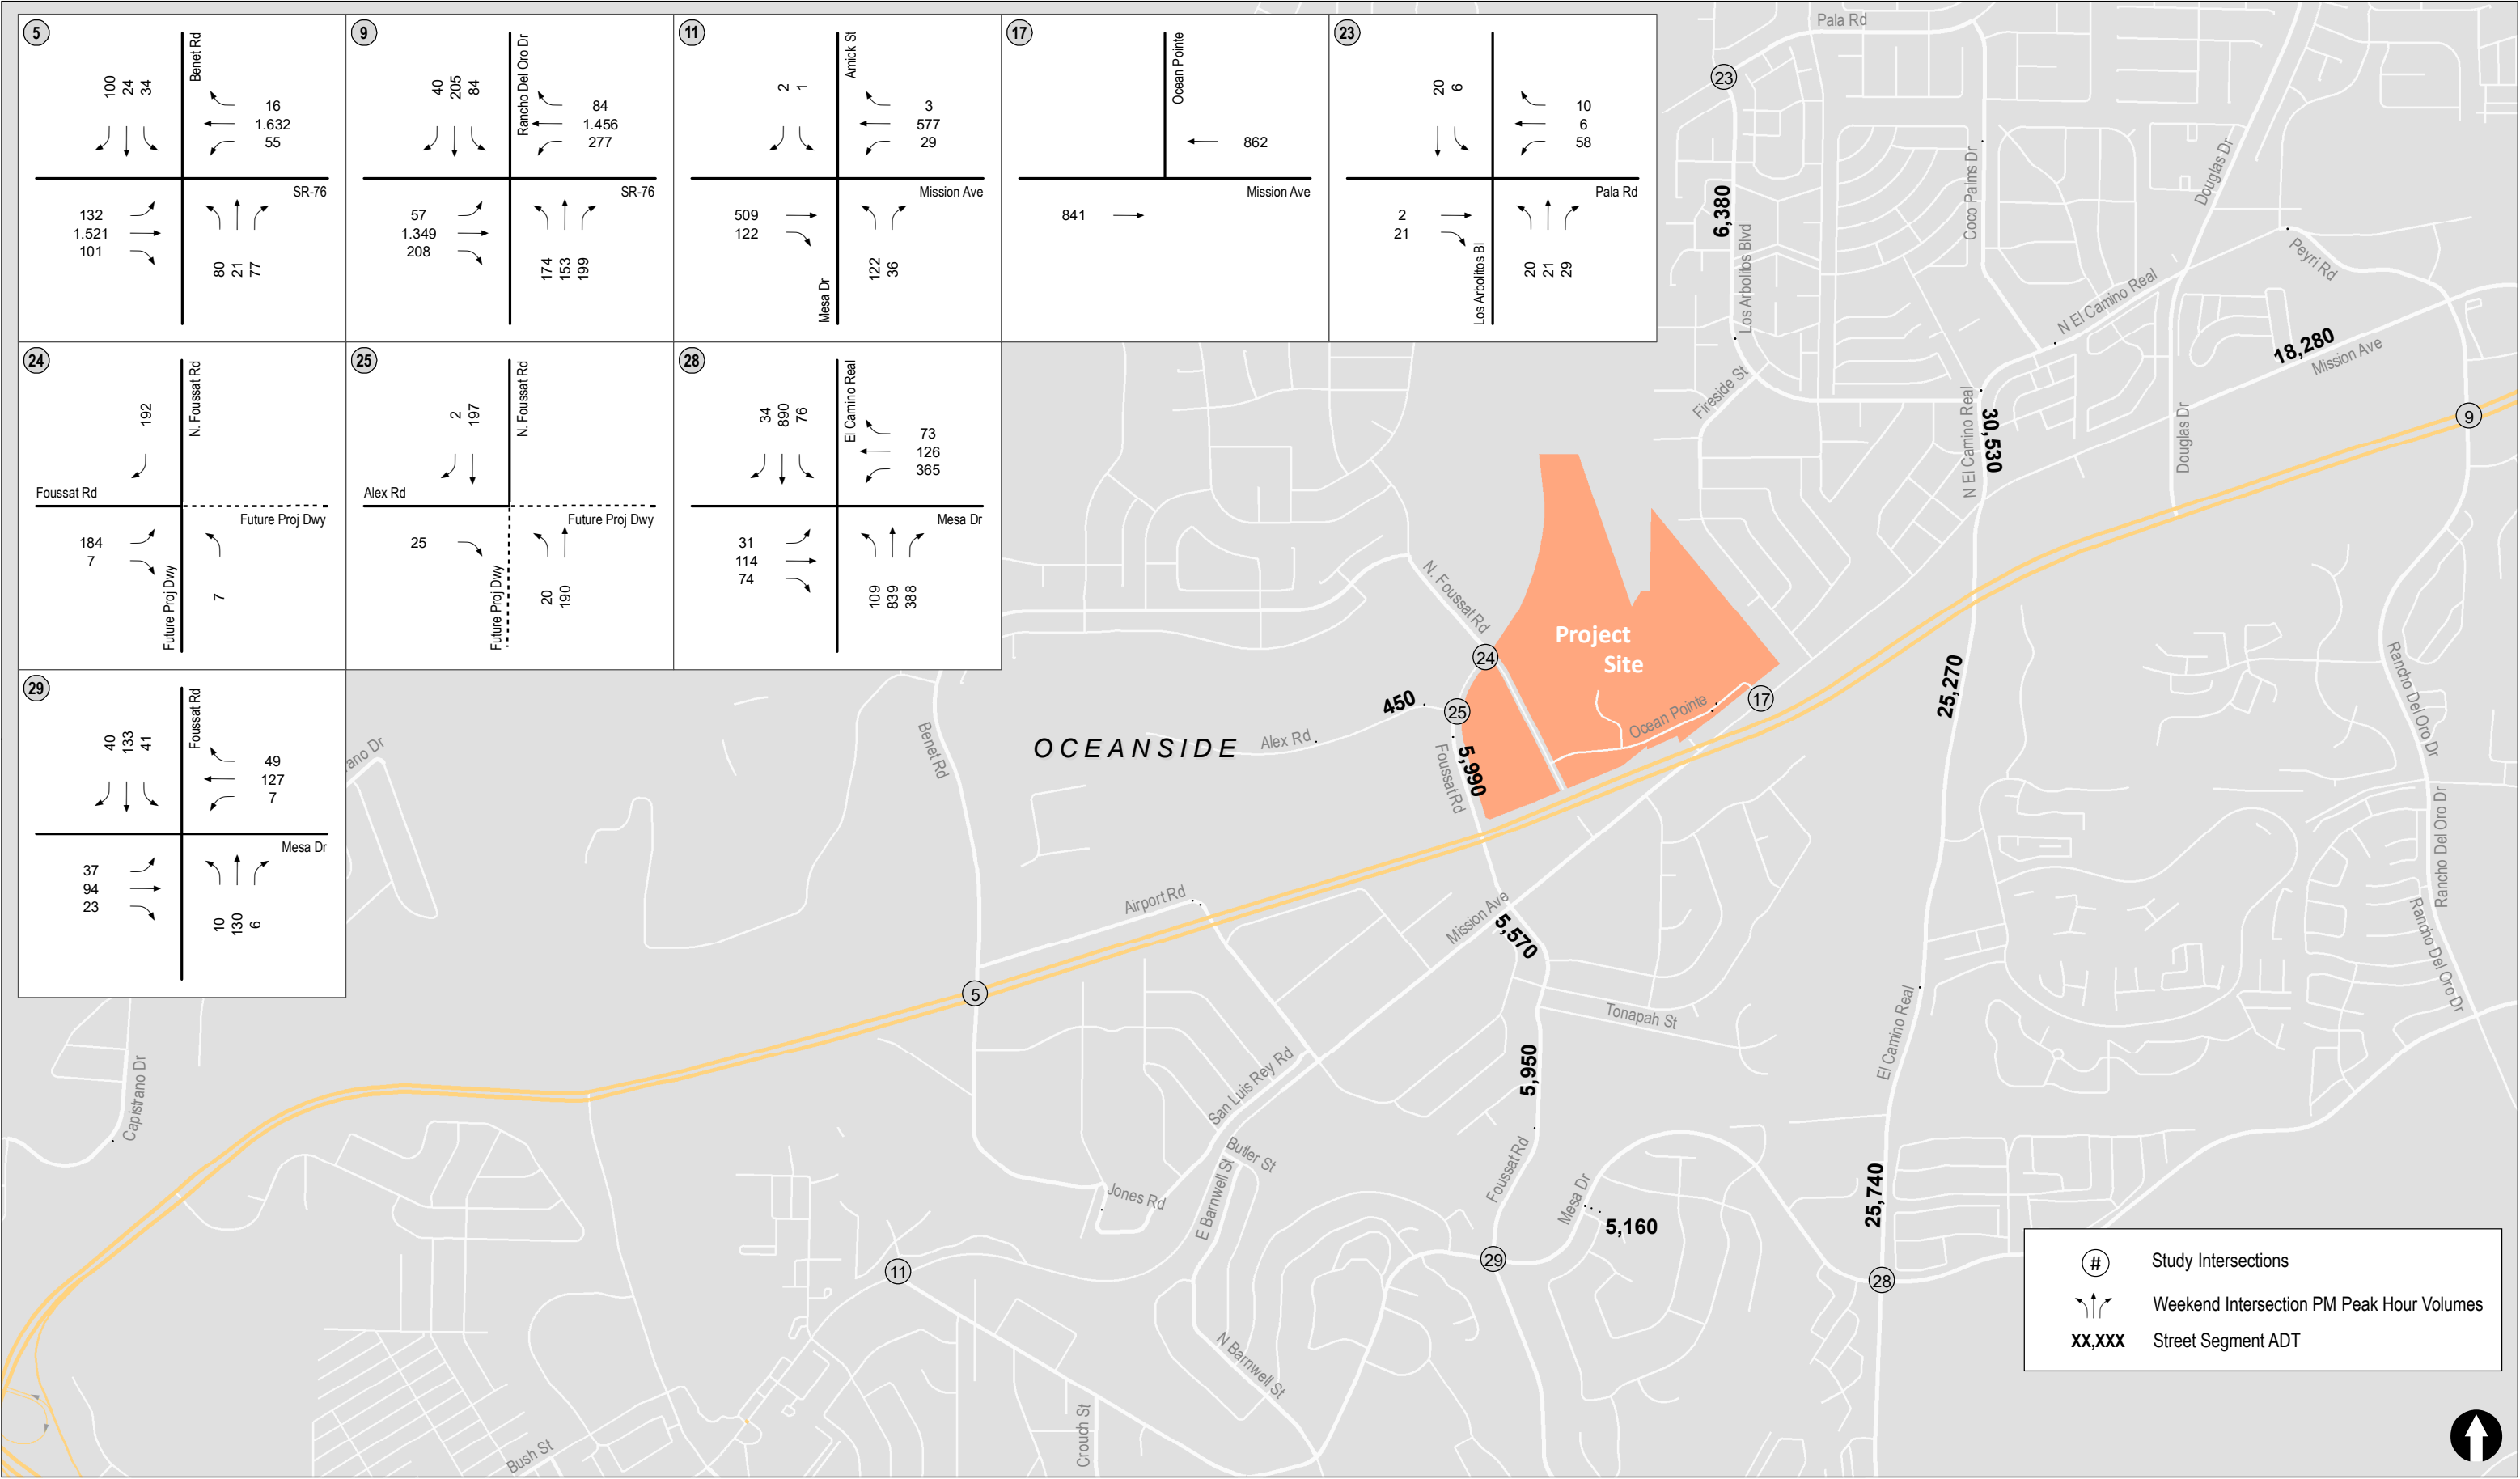 5
Benet Rd
100
24
34
16
1.632
55
SR-76
132
1.521
101
80
21
77
9
Rancho Del Oro Dr
40
205
84
84
1.456
277
SR-76
57
1.349
208
174
153
199
11
Amick St
2
1
3
577
29
Mission Ave
509
122
Mesa Dr
122
36
17
Ocean Pointe
862
Mission Ave
841
23
20
6
10
6
58
Pala Rd
2
21
Los Arbolitos Bl
20
21
29
24
N. Foussat Rd
192
Foussat Rd
Future Proj Dwy
184
7
Future Proj Dwy
7
25
N. Foussat Rd
2
197
Alex Rd
Future Proj Dwy
25
Future Proj Dwy
20
190
28
El Camino Real
34
890
76
73
126
365
Mesa Dr
31
114
74
109
839
388
29
Foussat Rd
40
133
41
49
127
7
Mesa Dr
37
94
23
10
130
6
Pala Rd
23
6,380
Los Arbolitos Blvd
Coco Palms Dr
Douglas Dr
Peyri Rd
N El Camino Real
18,280
Mission Ave
Fireside St
N El Camino Real
30,530
Douglas Dr
9
N. Foussat Rd
Project
Site
24
25,270
Rancho Del Oro Dr
450
25
Ocean Pointe
17
Benet Rd
OCEANSIDE
Alex Rd
Foussat Rd
5,990
ano Dr
Rancho Del Oro Dr
Airport Rd
Mission Ave
5,570
Rancho Del Oro Dr
5
Tonapah St
El Camino Real
Capistrano Dr
San Luis Rey Rd
5,950
Butler St
Jones Rd
E Barnwell St
Foussat Rd
Mesa Dr
5,160
25,740
11
29
28
N Barnwell St
Crouch St
Bush St
#
Study Intersections
Weekend Intersection PM Peak Hour Volumes
XX,XXX
Street Segment ADT